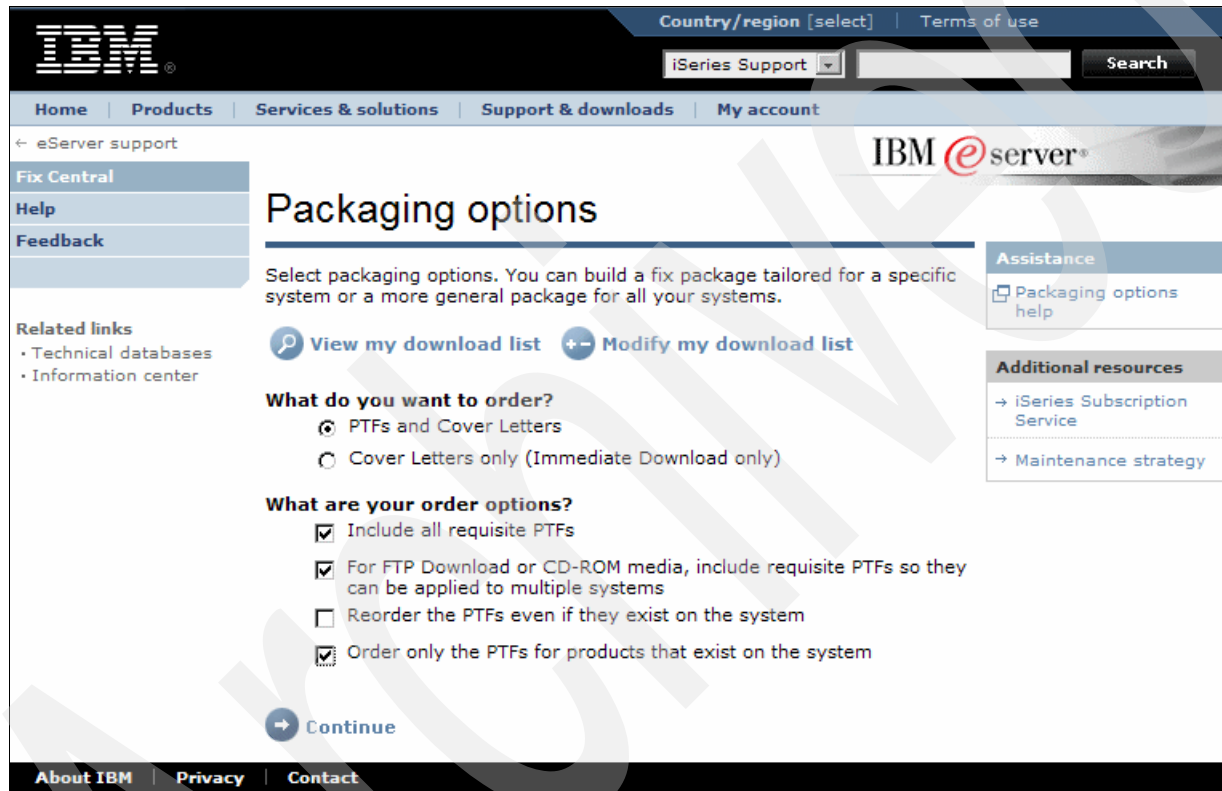 Country/region [select] | Terms of use
IBM®
iSeries Support
Search
Home | Products | Services & solutions | Support & downloads | My account
← eServer support
IBM eserver®
Fix Central
Help
Feedback
Related links
• Technical databases
• Information center
Packaging options
Select packaging options. You can build a fix package tailored for a specific
system or a more general package for all your systems.
View my download list
Modify my download list
What do you want to order?
PTFs and Cover Letters
Cover Letters only (Immediate Download only)
What are your order options?
Include all requisite PTFs
For FTP Download or CD-ROM media, include requisite PTFs so they
can be applied to multiple systems
Reorder the PTFs even if they exist on the system
Order only the PTFs for products that exist on the system
Continue
Assistance
Packaging options
help
Additional resources
→ iSeries Subscription
Service
→ Maintenance strategy
About IBM | Privacy | Contact